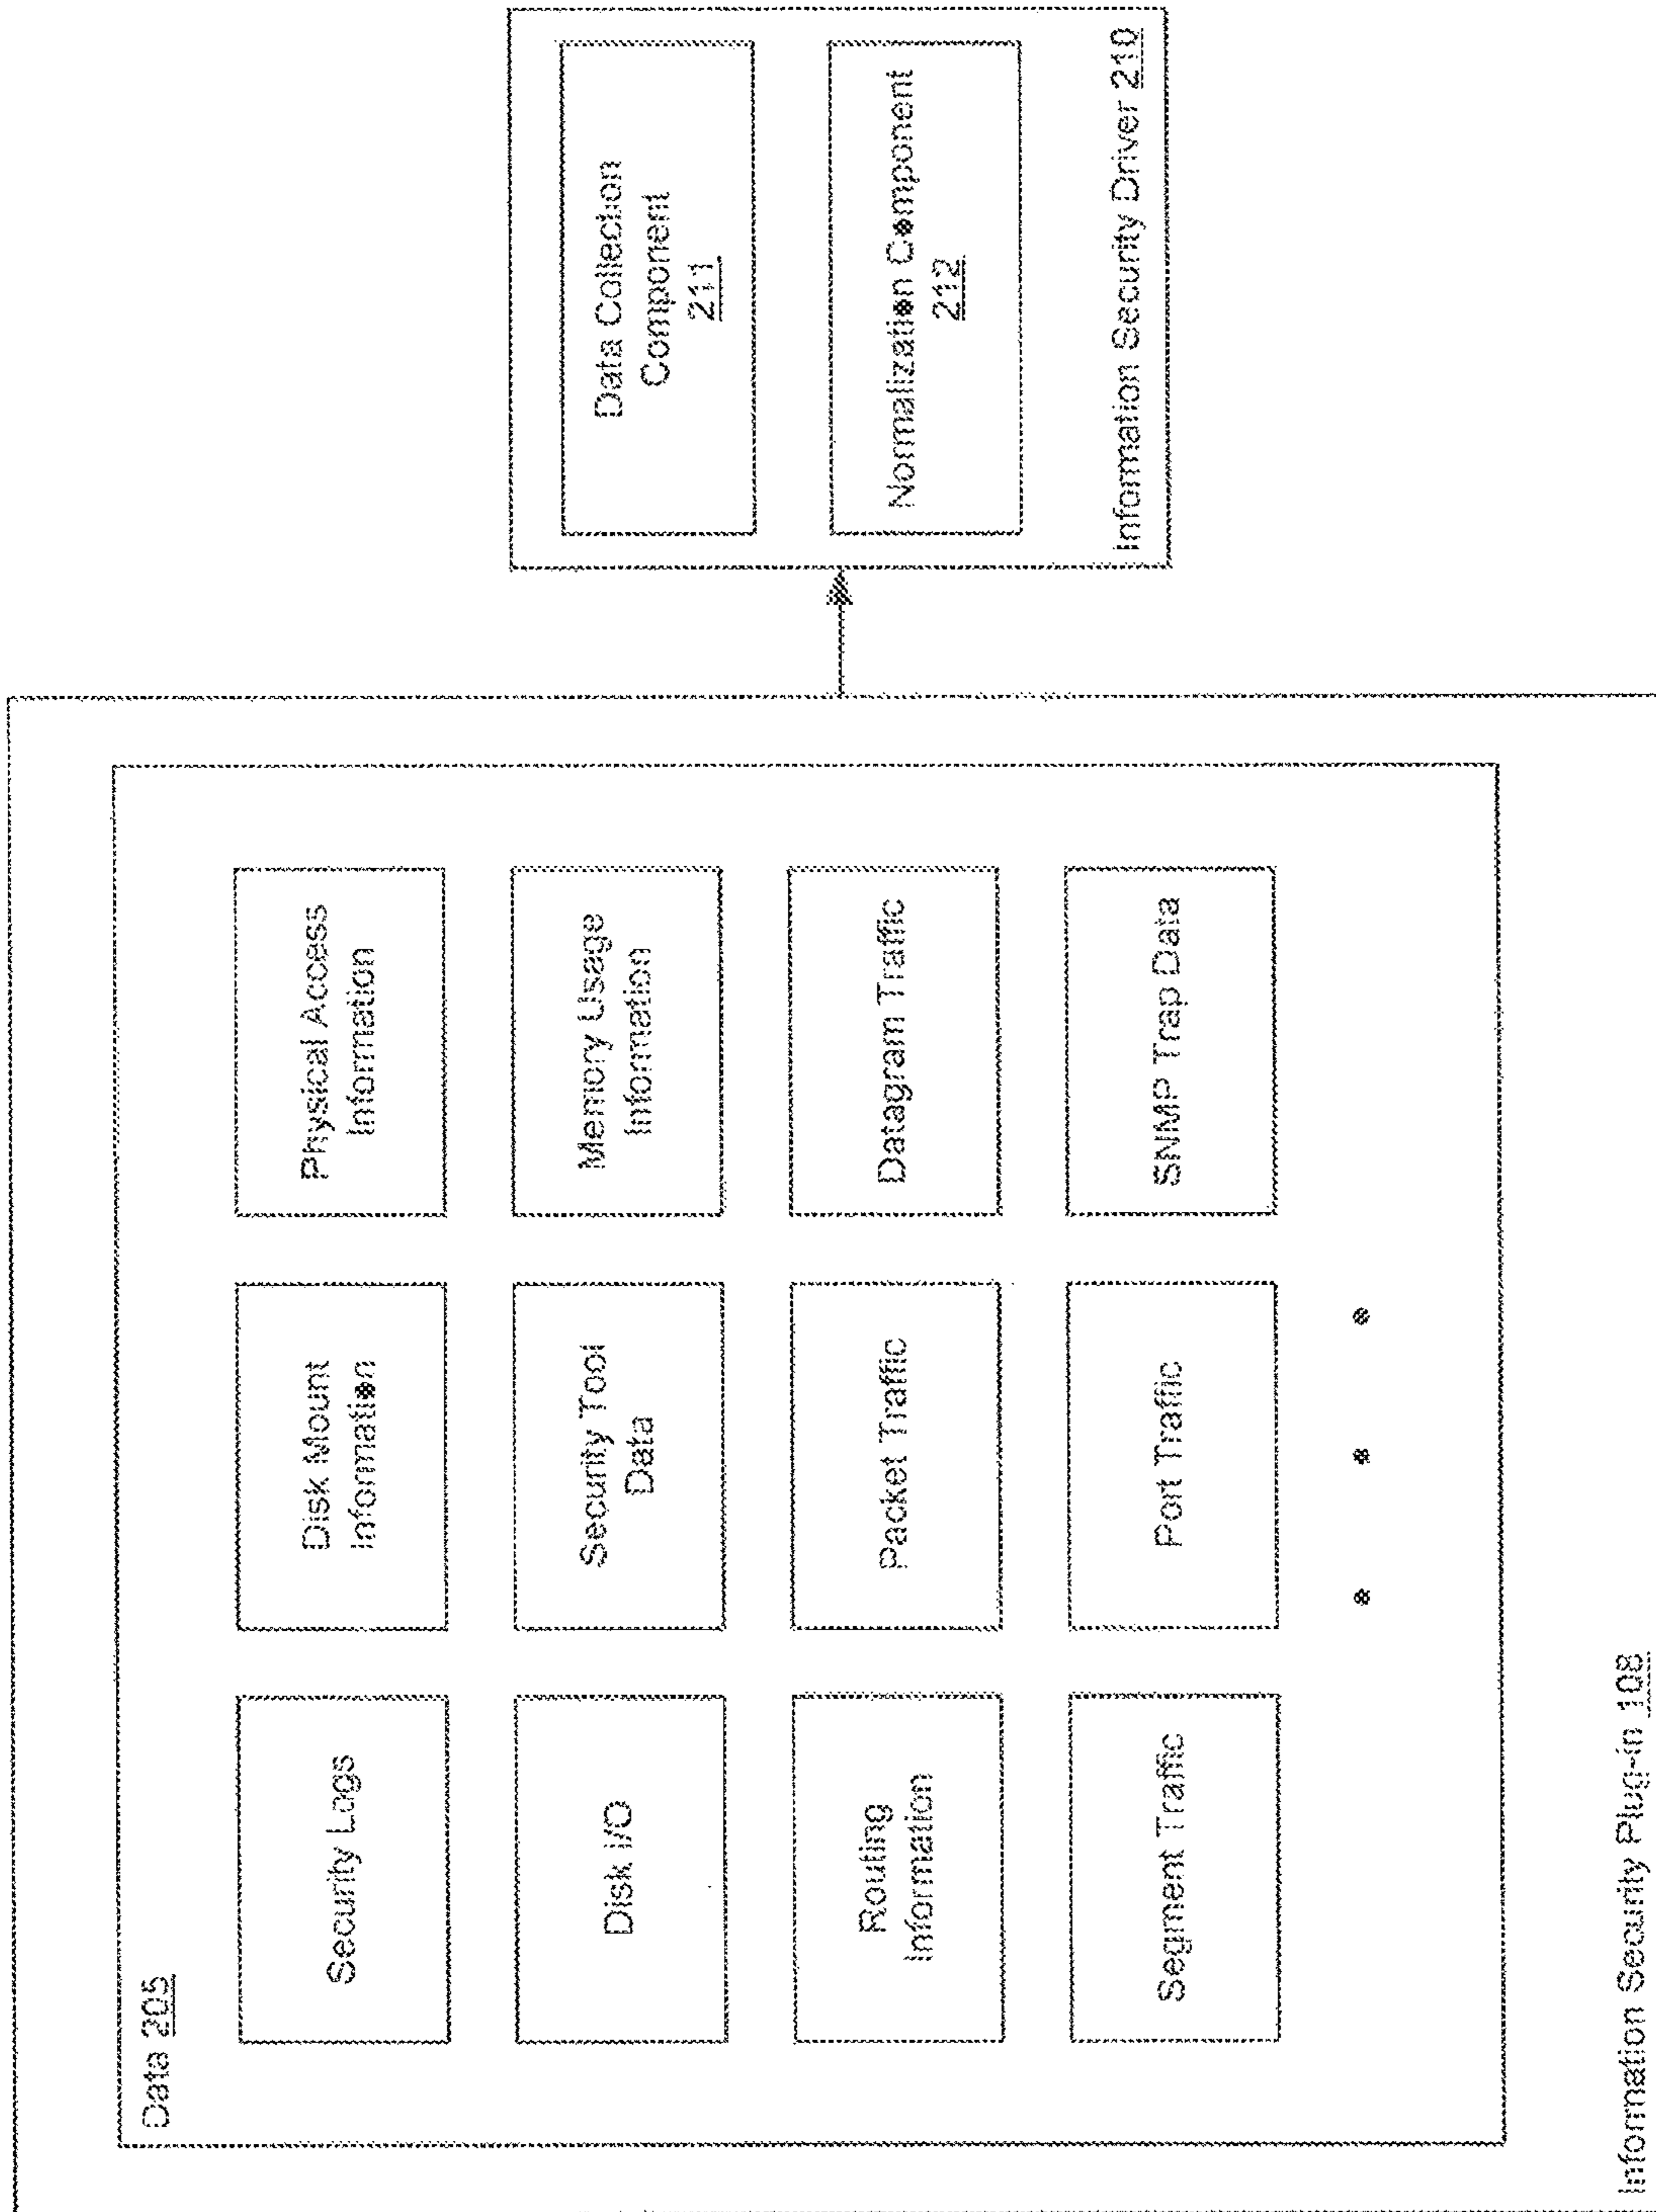 Data 205
Security Logs
Disk Mount
Information
Physical Access
Information
Disk I/O
Security Tool
Data
Memory Usage
Information
Routing
Information
Packet Traffic
Datagram Traffic
Segment Traffic
Port Traffic
SNMP Trap Data
Information Security Plug-in 108
Data Collection
Component
211
Normalization Component
212
Information Security Driver 210